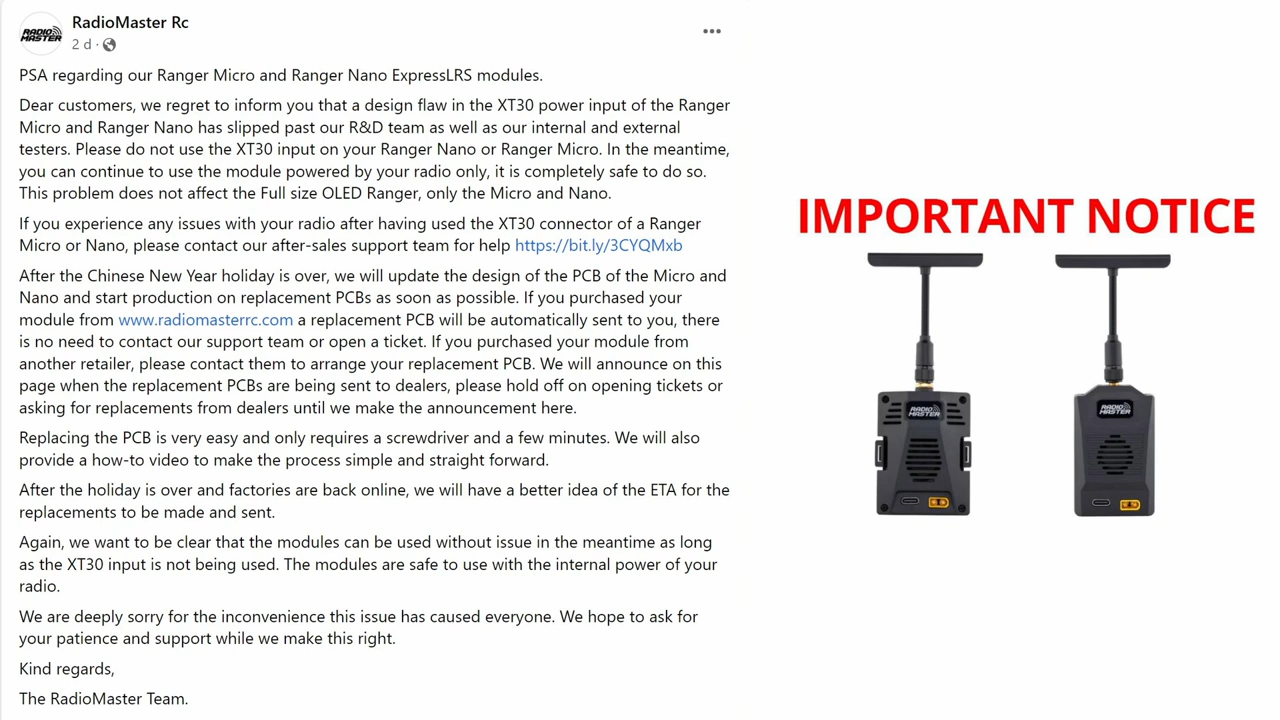 RadioMaster Rc
2 d ·
PSA regarding our Ranger Micro and Ranger Nano ExpressLRS modules.
Dear customers, we regret to inform you that a design flaw in the XT30 power input of the Ranger
Micro and Ranger Nano has slipped past our R&D team as well as our internal and external
testers. Please do not use the XT30 input on your Ranger Nano or Ranger Micro. In the meantime,
you can continue to use the module powered by your radio only, it is completely safe to do so.
This problem does not affect the Full size OLED Ranger, only the Micro and Nano.
If you experience any issues with your radio after having used the XT30 connector of a Ranger
Micro or Nano, please contact our after-sales support team for help https://bit.ly/3CYQMxb
After the Chinese New Year holiday is over, we will update the design of the PCB of the Micro and
Nano and start production on replacement PCBs as soon as possible. If you purchased your
module from www.radiomasterrc.com a replacement PCB will be automatically sent to you, there
is no need to contact our support team or open a ticket. If you purchased your module from
another retailer, please contact them to arrange your replacement PCB. We will announce on this
page when the replacement PCBs are being sent to dealers, please hold off on opening tickets or
asking for replacements from dealers until we make the announcement here.
Replacing the PCB is very easy and only requires a screwdriver and a few minutes. We will also
provide a how-to video to make the process simple and straight forward.
After the holiday is over and factories are back online, we will have a better idea of the ETA for the
replacements to be made and sent.
Again, we want to be clear that the modules can be used without issue in the meantime as long
as the XT30 input is not being used. The modules are safe to use with the internal power of your
radio.
We are deeply sorry for the inconvenience this issue has caused everyone. We hope to ask for
your patience and support while we make this right.
Kind regards,
The RadioMaster Team.
RADIO
MASTER
IMPORTANT NOTICE
RADIO
MASTER
RADIO
MASTER